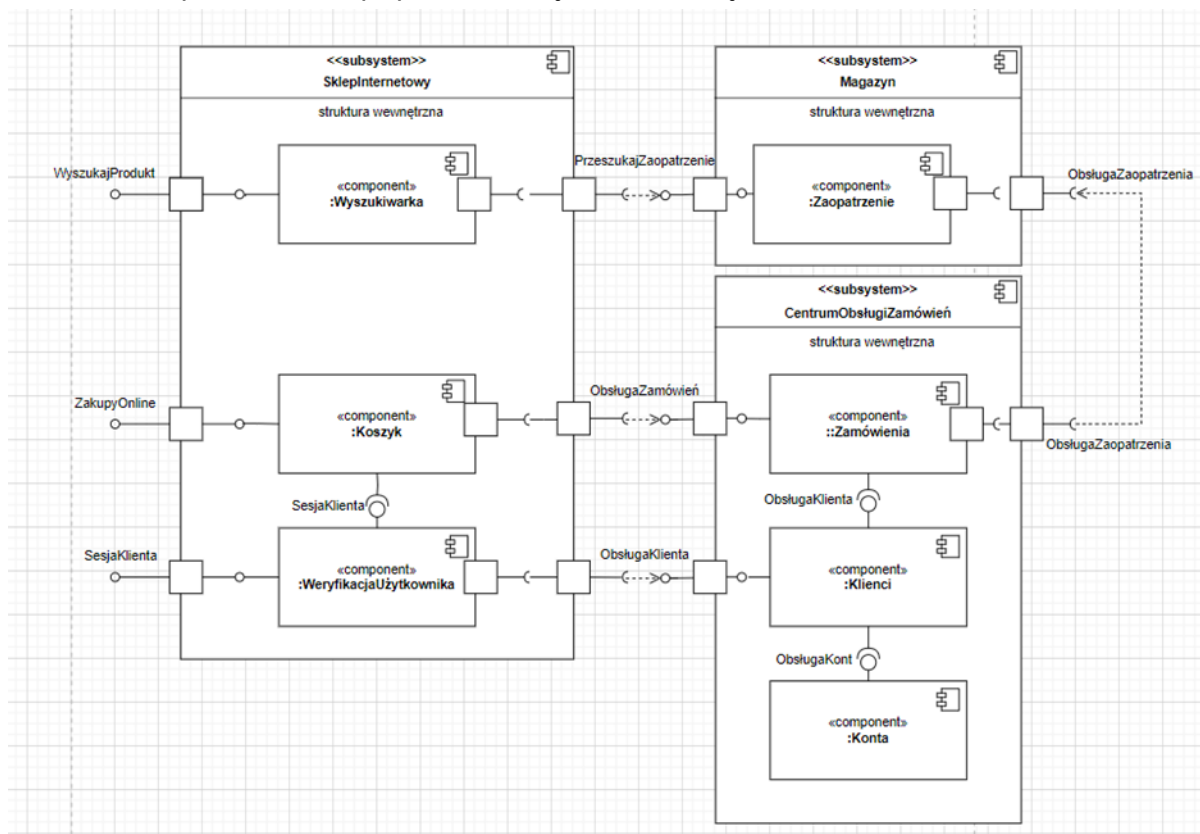 <<subsystem>>
SklepInternetowy
struktura wewnętrzna
WyszukajProdukt
«component»
:Wyszukiwarka
PrzeszukajZaopatrzenie
<<subsystem>>
Magazyn
struktura wewnętrzna
«component»
:Zaopatrzenie
ObsługaZaopatrzenia
<<subsystem>>
CentrumObsługiZamówień
struktura wewnętrzna
ZakupyOnline
«component»
:Koszyk
ObsługaZamówień
«component»
::Zamówienia
ObsługaZaopatrzenia
SesjaKlienta
ObsługaKlienta
SesjaKlienta
«component»
:WeryfikacjaUżytkownika
ObsługaKlienta
«component»
:Klienci
ObsługaKont
«component»
:Konta